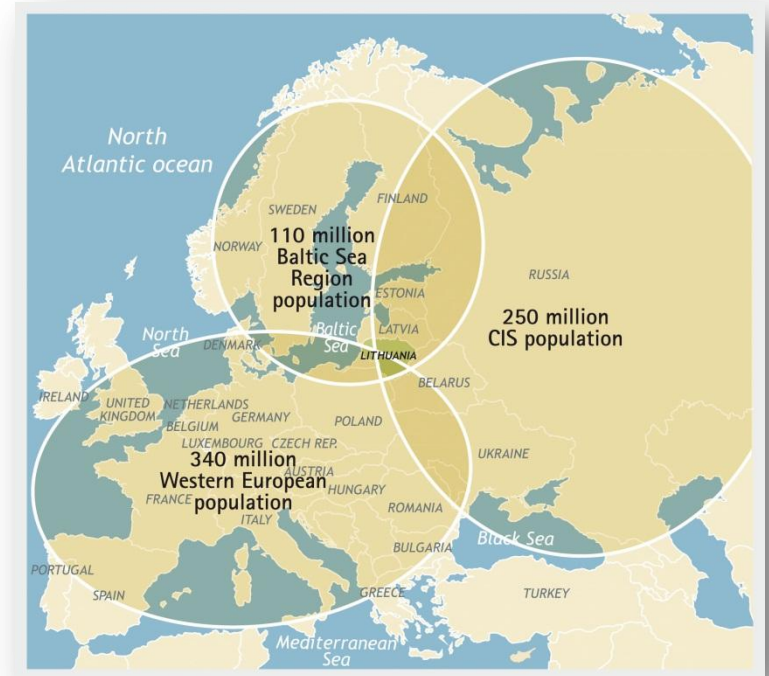 North
Atlantic ocean
FINLAND
SWEDEN
NORWAY
110 million
Baltic Sea
Region
population
RUSSIA
ESTONIA
250 million
CIS population
North
Sea
Baltic
Sea
LATVIA
DENMARK
LITHUANIA
BELARUS
IRELAND
UNITED
KINGDOM
NETHERLANDS
GERMANY
BELGIUM
POLAND
LUXEMBOURG
CZECH REP.
UKRAINE
340 million
Western European
population
AUSTRIA
FRANCE
HUNGARY
ROMANIA
ITALY
BULGARIA
Black Sea
PORTUGAL
SPAIN
GREECE
TURKEY
Mediterranean
Sea